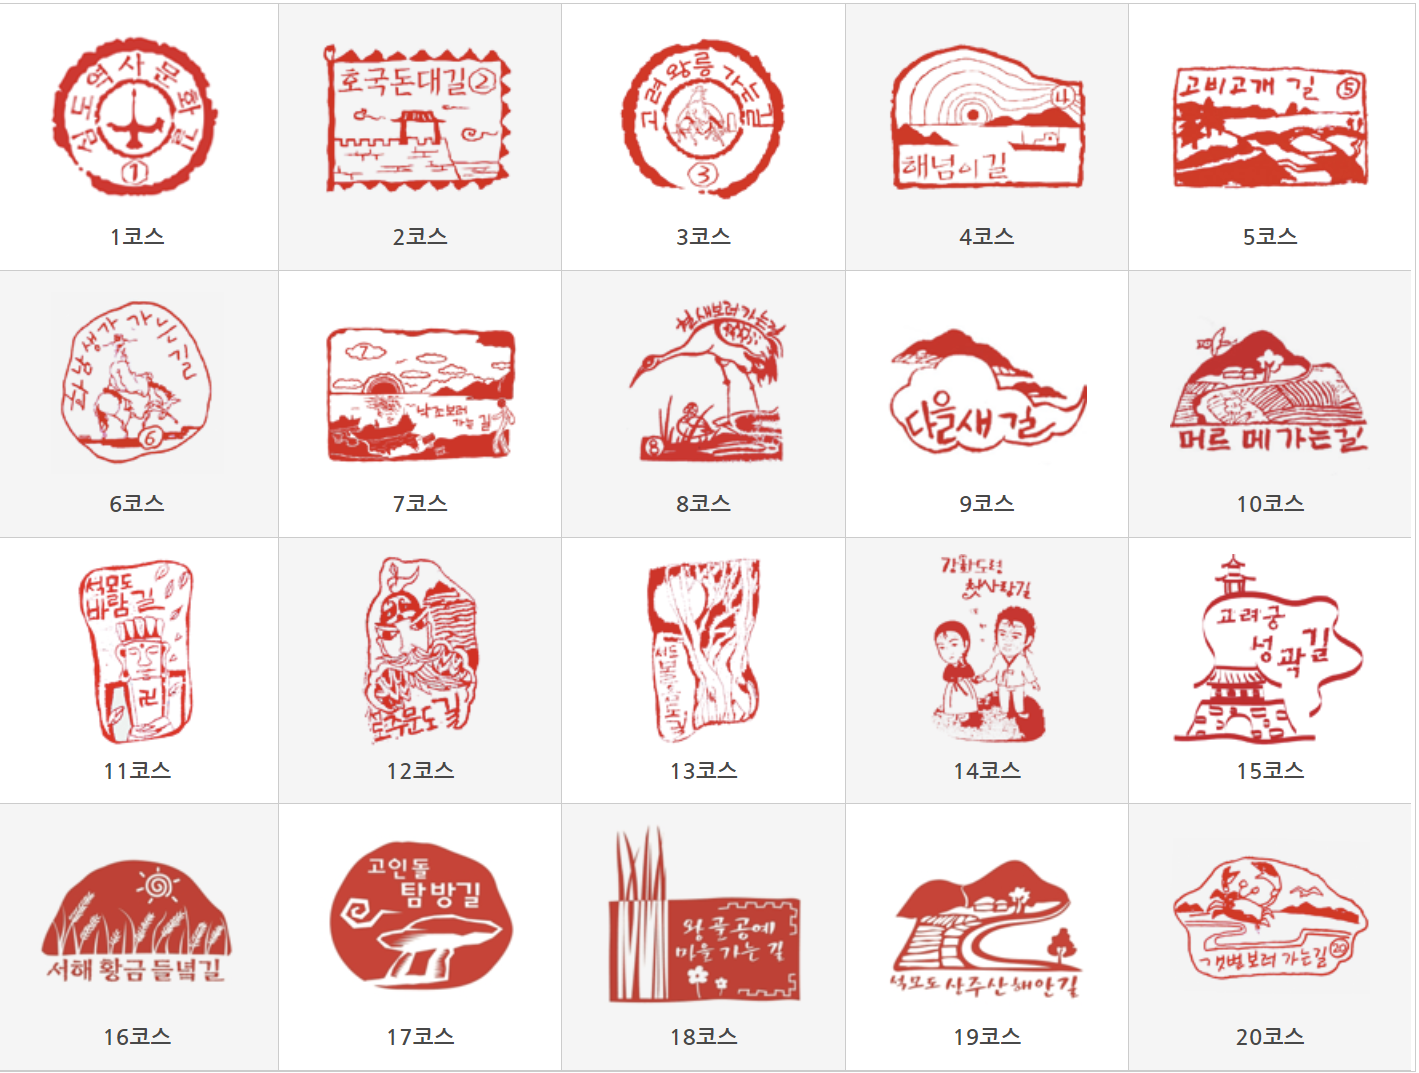 심도역사문화길
1
1코스
호국돈대길②
2코스
고려왕릉 가는길
3
3코스
4
해넘이길
4코스
고비고개 길 ⑤
5코스
화남생가 가는길
6
6코스
7
낙조보러
가는 길
7코스
철새보러가는길
8
8코스
다을새길
9코스
머르메가는길
10코스
석모도
바람길
11코스
주문도길
12코스
13코스
강화도령
첫사랑길
14코스
고려궁
성곽길
15코스
서해 황금 들녘길
16코스
고인돌
탐방길
17코스
왕골공예
마을 가는 길
18코스
석모도 상주산 해안길
19코스
갯벌보러 가는길 20
20코스